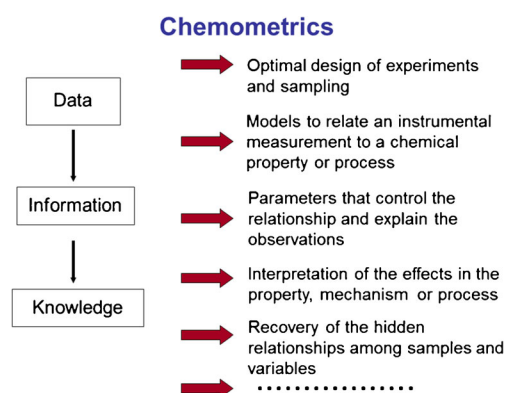 Chemometrics
Data
Information
Knowledge
Optimal design of experiments
and sampling
Models to relate an instrumental
measurement to a chemical
property or process
Parameters that control the
relationship and explain the
observations
Interpretation of the effects in the
property, mechanism or process
Recovery of the hidden
relationships among samples and
variables
.................